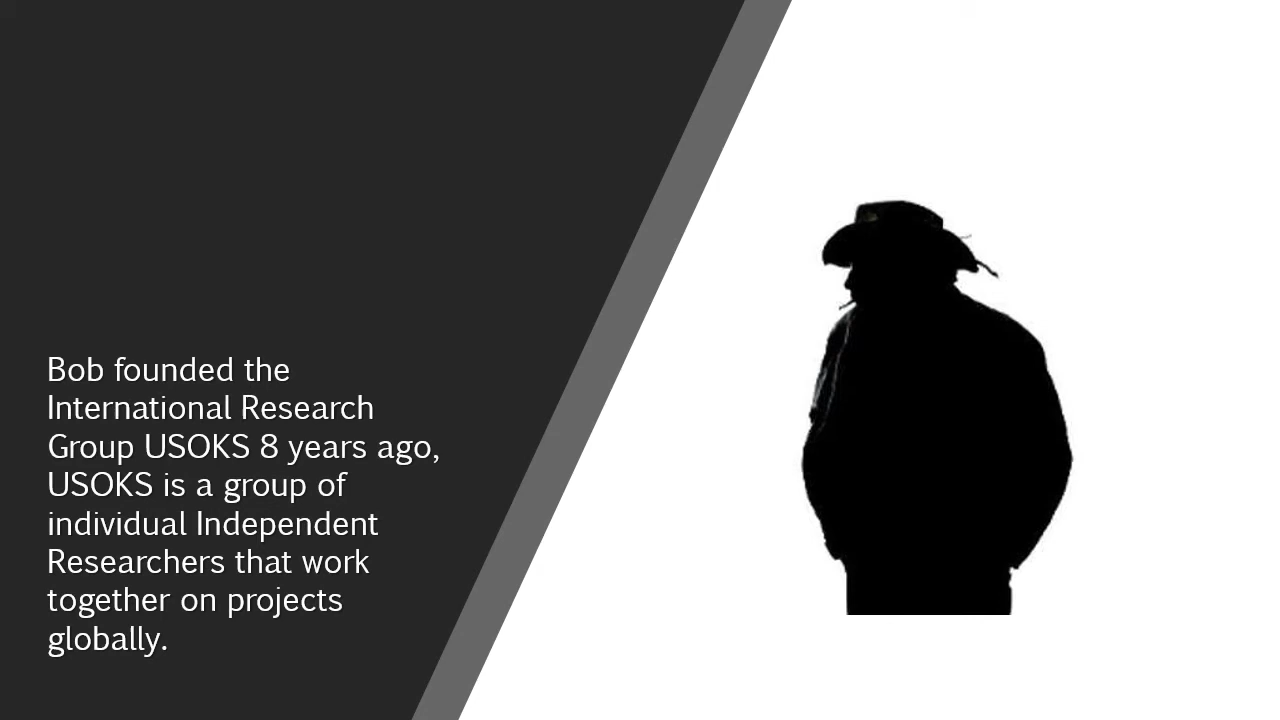 Bob founded the
International Research
Group USOKS 8 years ago,
USOKS is a group of
individual Independent
Researchers that work
together on projects
globally.